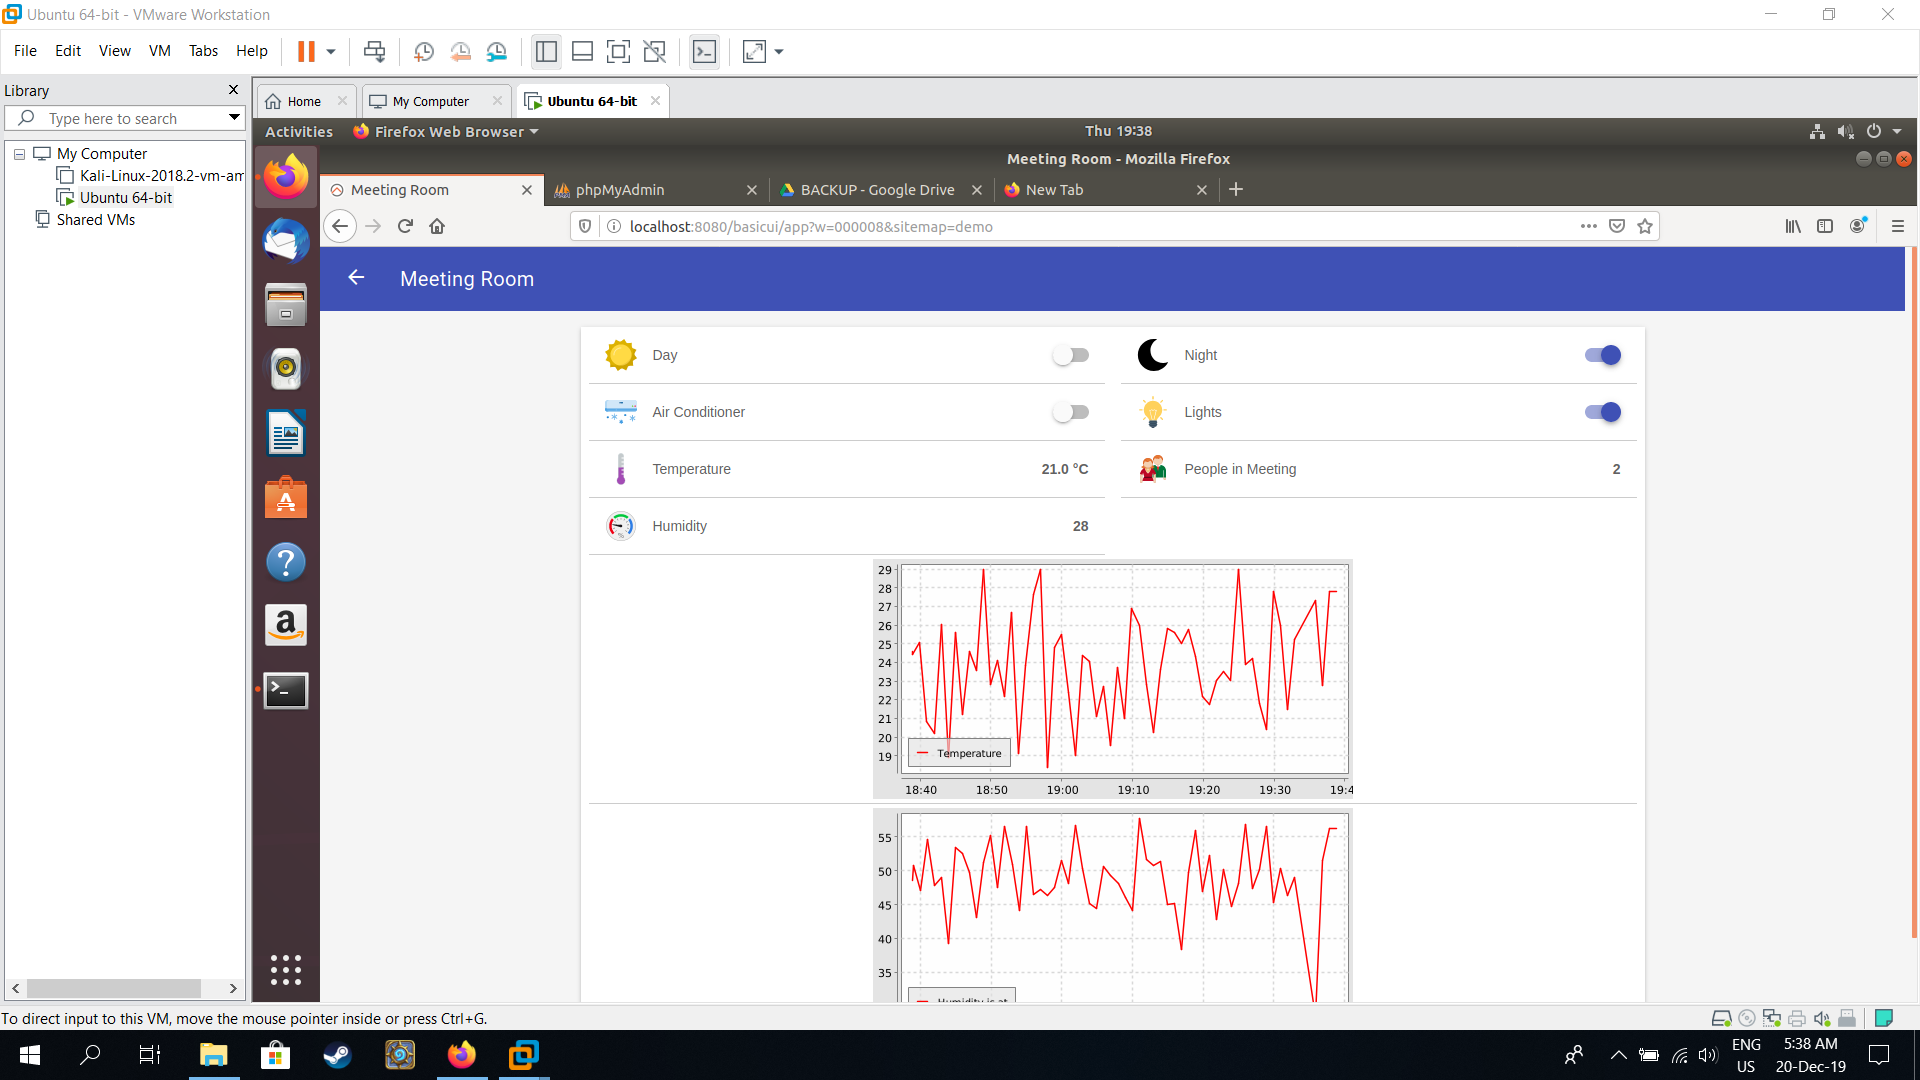 Ubuntu 64-bit - VMware Workstation
File Edit View VM Tabs Help
Library
Type here to search
My Computer
Kali-Linux-2018.2-vm-am
Ubuntu 64-bit
Shared VMs
Home
My Computer
Ubuntu 64-bit
Activities
Firefox Web Browser
Thu 19:38
Meeting Room - Mozilla Firefox
Meeting Room
phpMyAdmin
BACKUP - Google Drive
New Tab
localhost:8080/basicui/app?w=000008&sitemap=demo
Meeting Room
Day
Night
Air Conditioner
Lights
Temperature 21.0 °C
People in Meeting 2
Humidity 28
29
28
27
26
25
24
23
22
21
20
19
Temperature
18:40 18:50 19:00 19:10 19:20 19:30 19:4
55
50
45
40
35
Humidity is at
To direct input to this VM, move the mouse pointer inside or press Ctrl+G.
ENG
US
5:38 AM
20-Dec-19